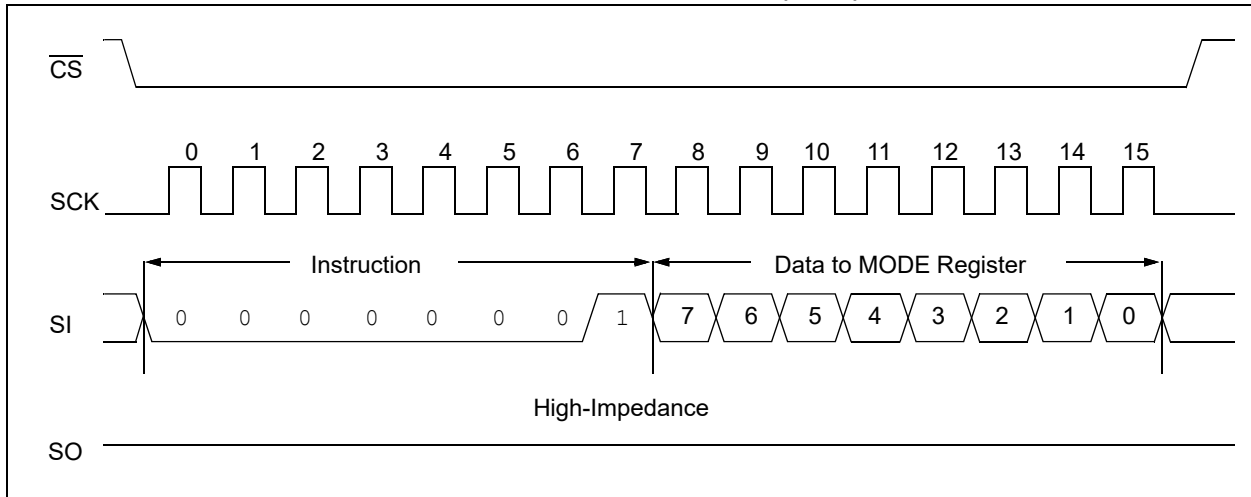 CS
0 1 2 3 4 5 6 7 8 9 10 11 12 13 14 15
SCK
Instruction Data to MODE Register
SI 0 0 0 0 0 0 0 1 7 6 5 4 3 2 1 0
High-Impedance
SO